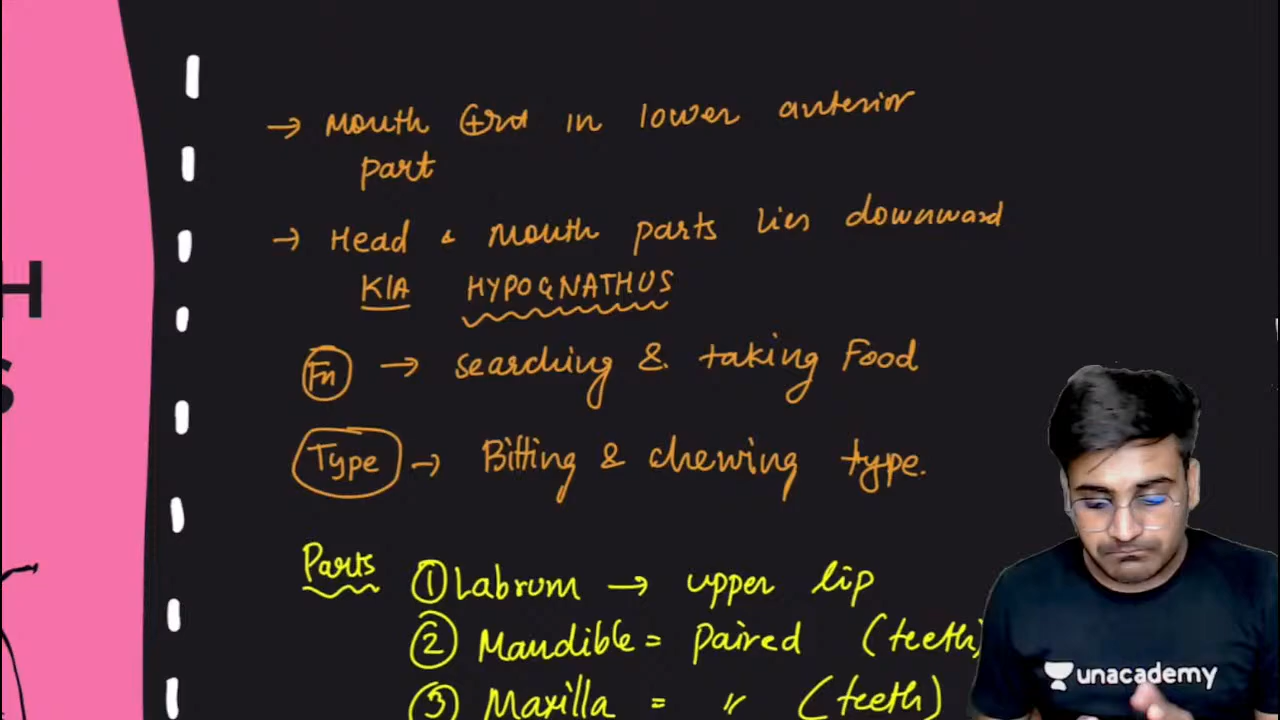 → Mouth in lower anterior
part
→ Head & Mouth parts lies downward
KIA HYPOGNATHUS
Fn → searching & taking Food
Type → Bitting & chewing type.
Parts ① Labrum → upper lip
② Mandible = Paired (teeth)
③ Maxilla = " (teeth)
H
S
unacademy